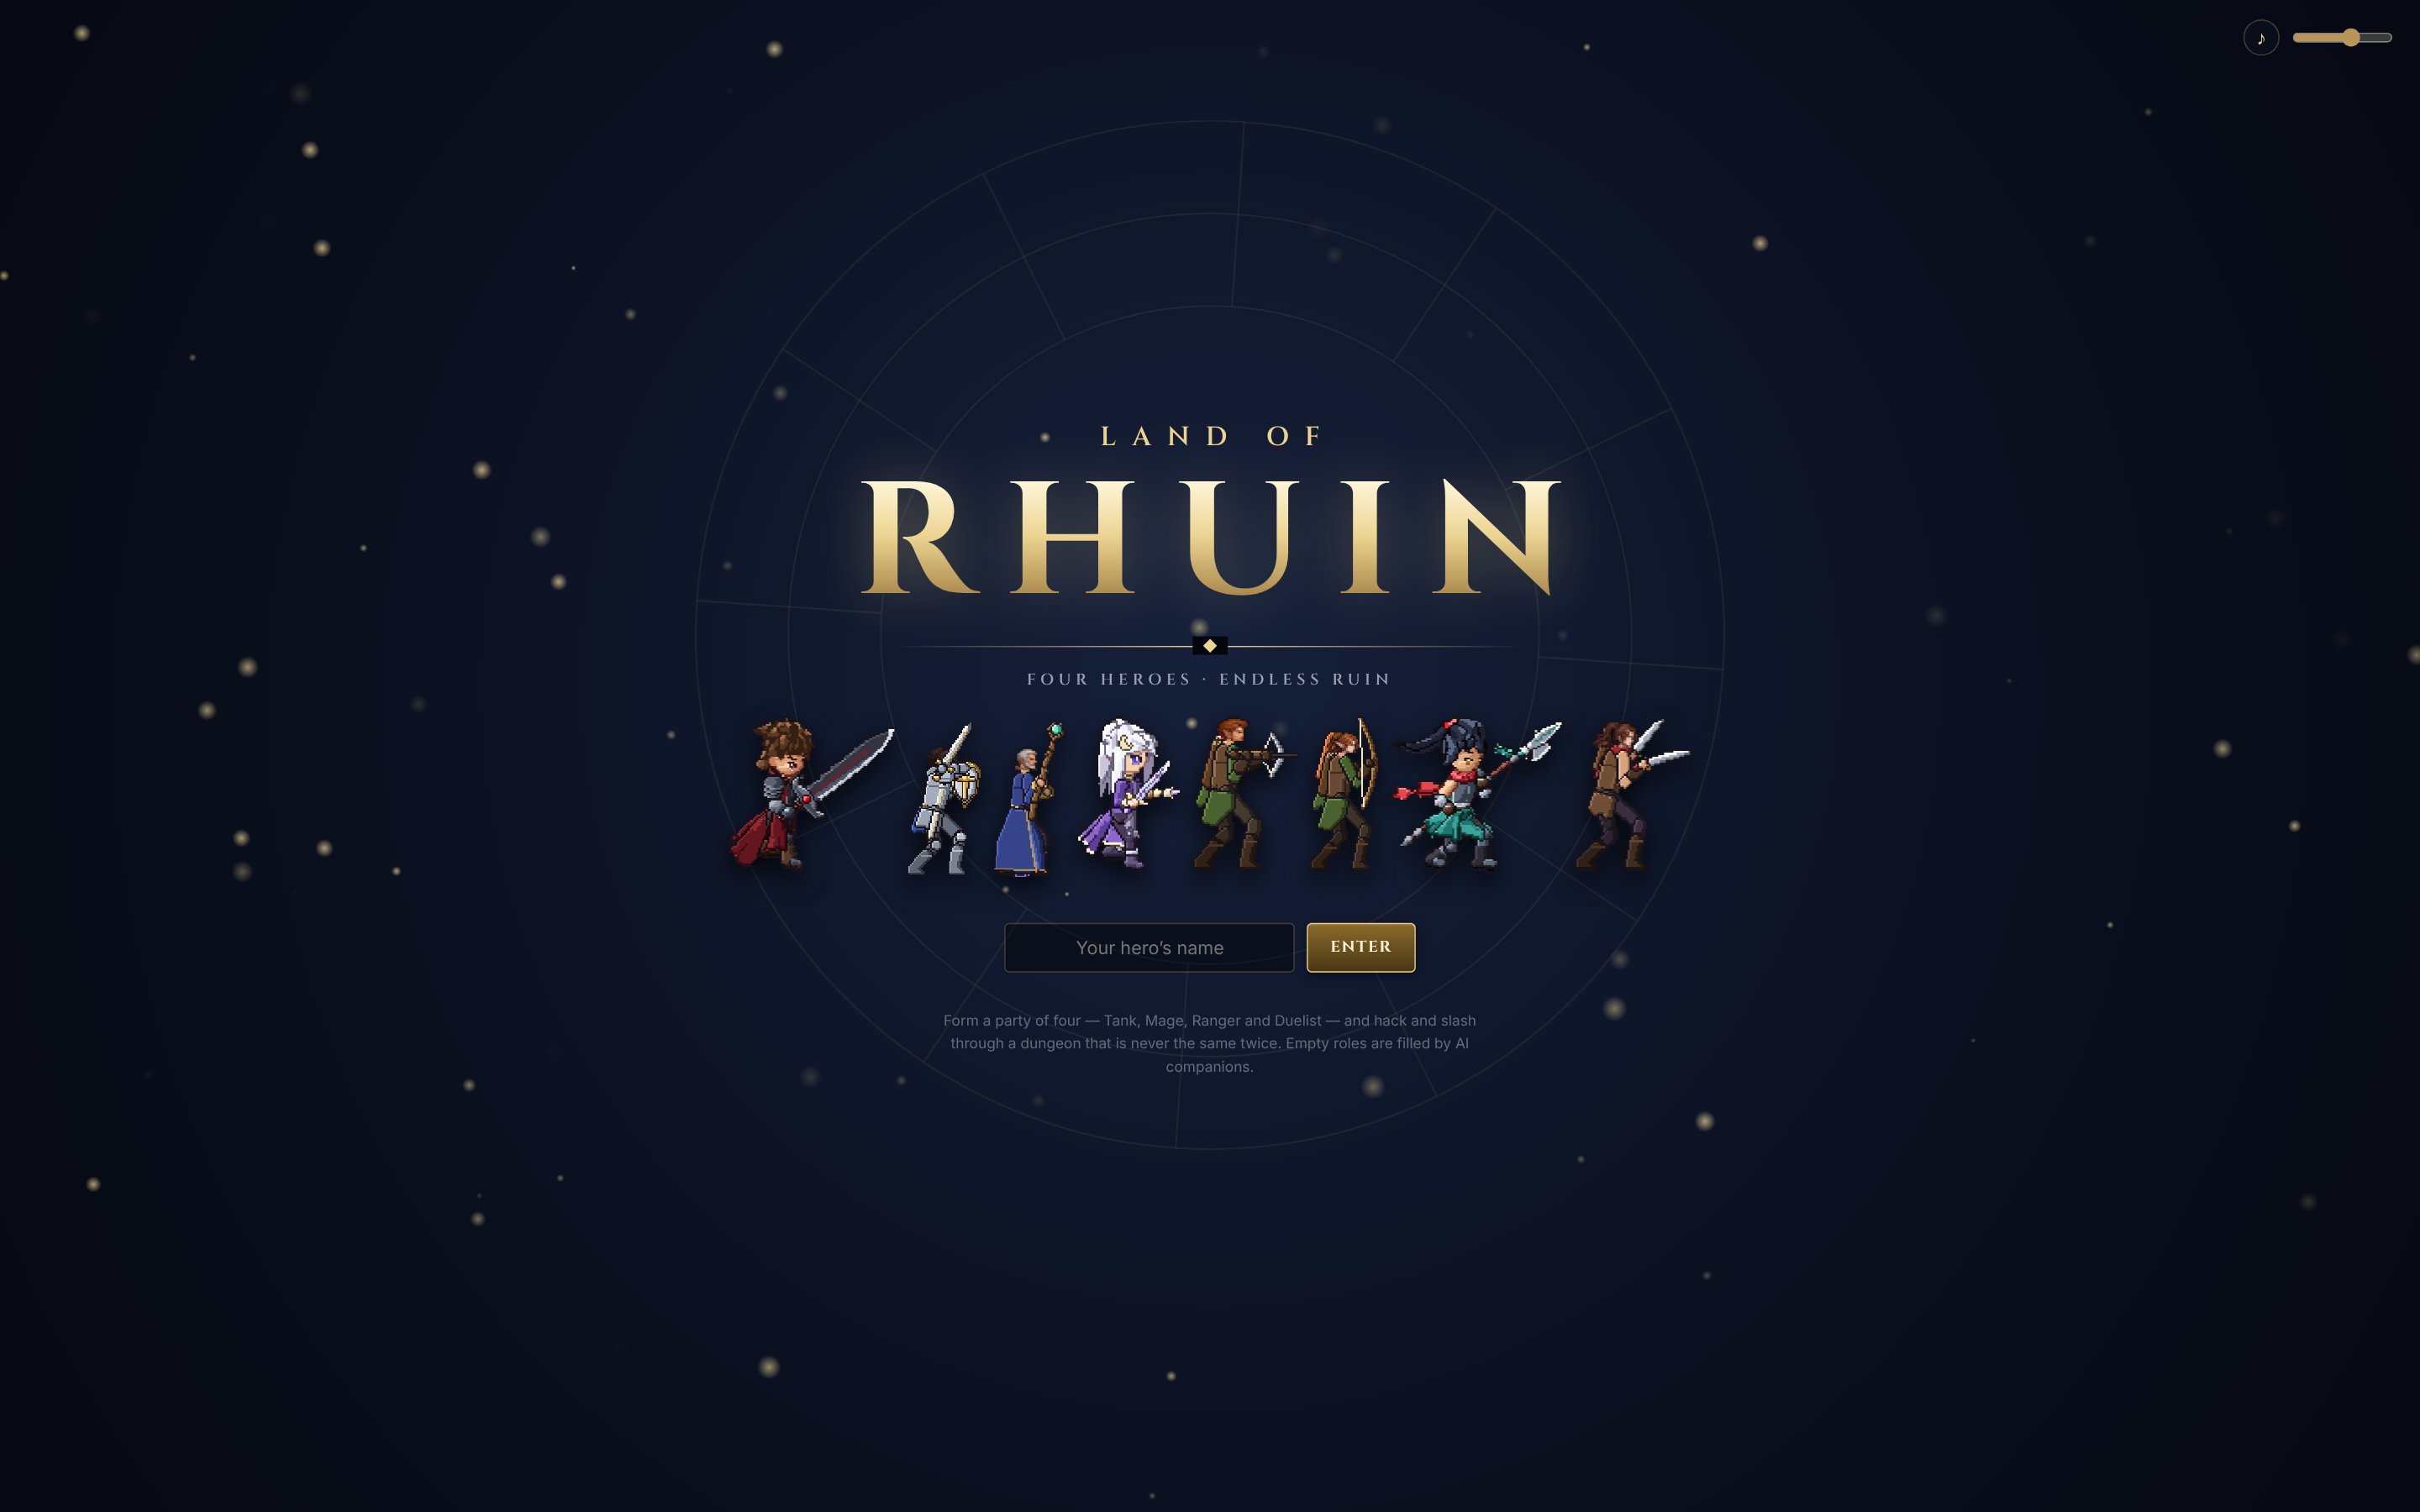 LAND OF
RHUIN
FOUR HEROES · ENDLESS RUIN
Your hero’s name
ENTER
Form a party of four — Tank, Mage, Ranger and Duelist — and hack and slash
through a dungeon that is never the same twice. Empty roles are filled by AI
companions.